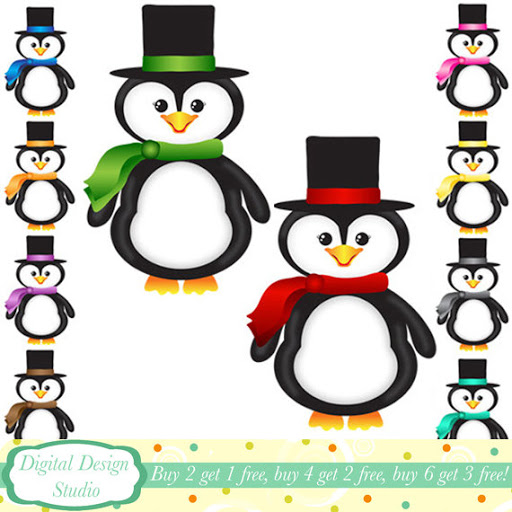 Digital Design
Studio
Buy 2 get 1 free, buy 4 get 2 free, buy 6 get 3 free!